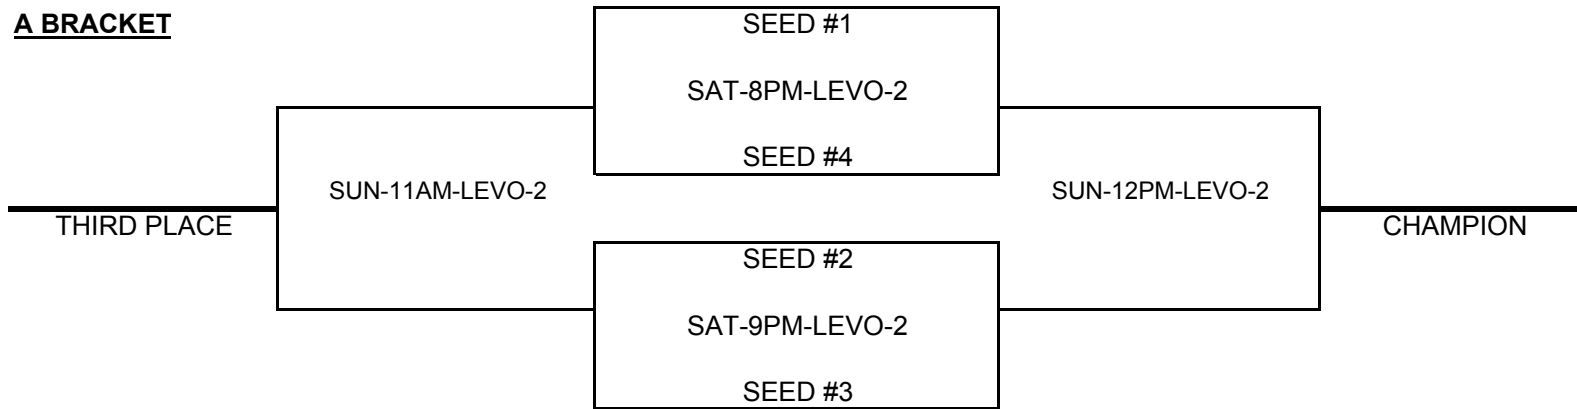 A BRACKET
SEED #1
SAT-8PM-LEVO-2
SEED #4
SUN-11AM-LEVO-2
SUN-12PM-LEVO-2
THIRD PLACE
CHAMPION
SEED #2
SAT-9PM-LEVO-2
SEED #3